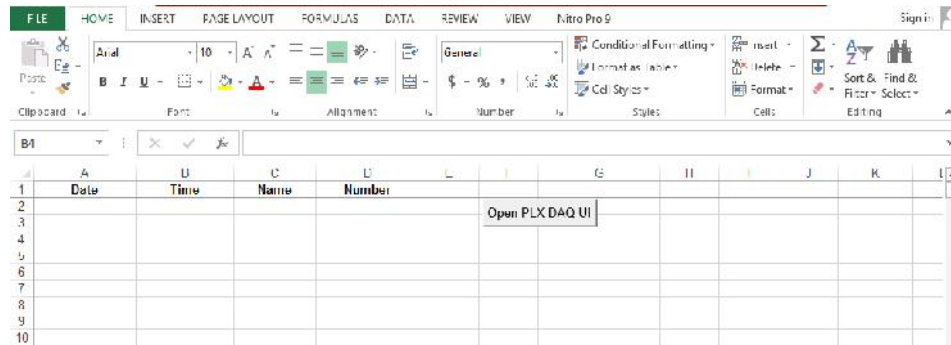 FILE HOME INSERT PAGE LAYOUT FORMULAS DATA REVIEW VIEW Nitro Pro 9 Sign in
Arial 10 A A General Conditional Formatting Insert
Paste B I U A $ % , Format as Table Delete
Cell Styles Format
Sort & Find &
Filter Select
Clipboard Font Alignment Number Styles Cells Editing
B4 fx
A B C D G H J K
1 Date Time Name Number
2 Open PLX DAQ UI
3
4
5
6
7
8
9
10